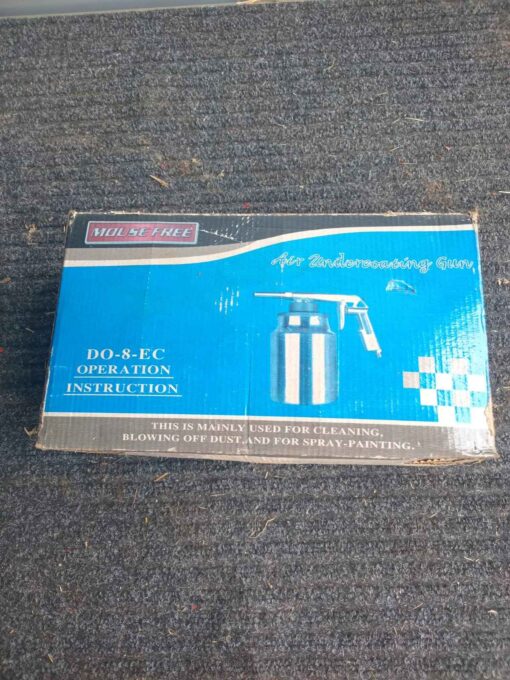 MOUSE FREE
Air Undercoating Gun
DO-8-EC
OPERATION
INSTRUCTION
THIS IS MAINLY USED FOR CLEANING,
BLOWING OFF DUST,AND FOR SPRAY-PAINTING.